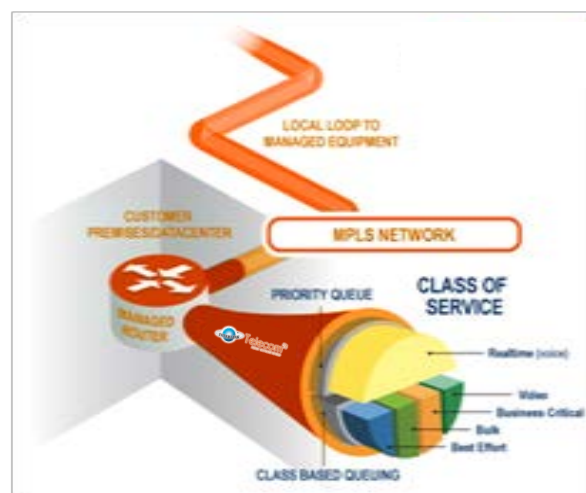 LOCAL LOOP TO
MANAGED EQUIPMENT
CUSTOMER
PREMISES/DATACENTER
MPLS NETWORK
MANAGED
ROUTER
PRIORITY QUEUE
CLASS OF
SERVICE
Telecom
Realtime (voice)
Video
Business Critical
Bulk
Best Effort
CLASS BASED QUEUING